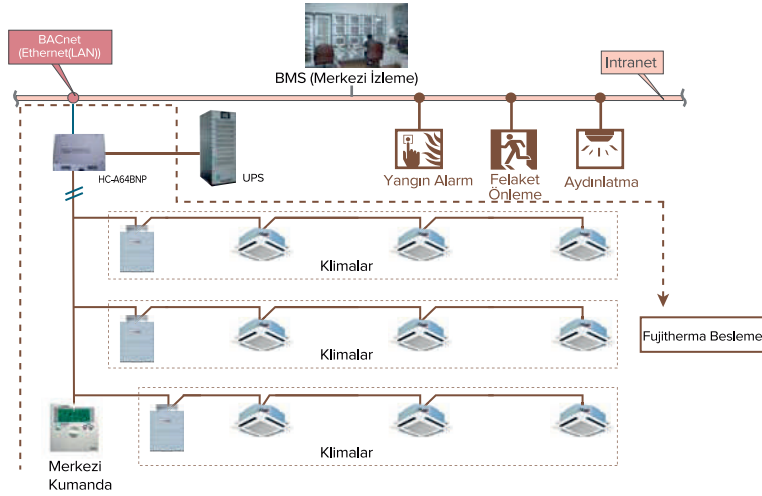 BACnet
(Ethernet(LAN))
BMS (Merkezi İzleme)
Intranet
HC-A64BNP
UPS
Yangın Alarm
Felaket
Önleme
Aydınlatma
Klimalar
Klimalar
Fujitherma Besleme
Klimalar
Merkezi
Kumanda